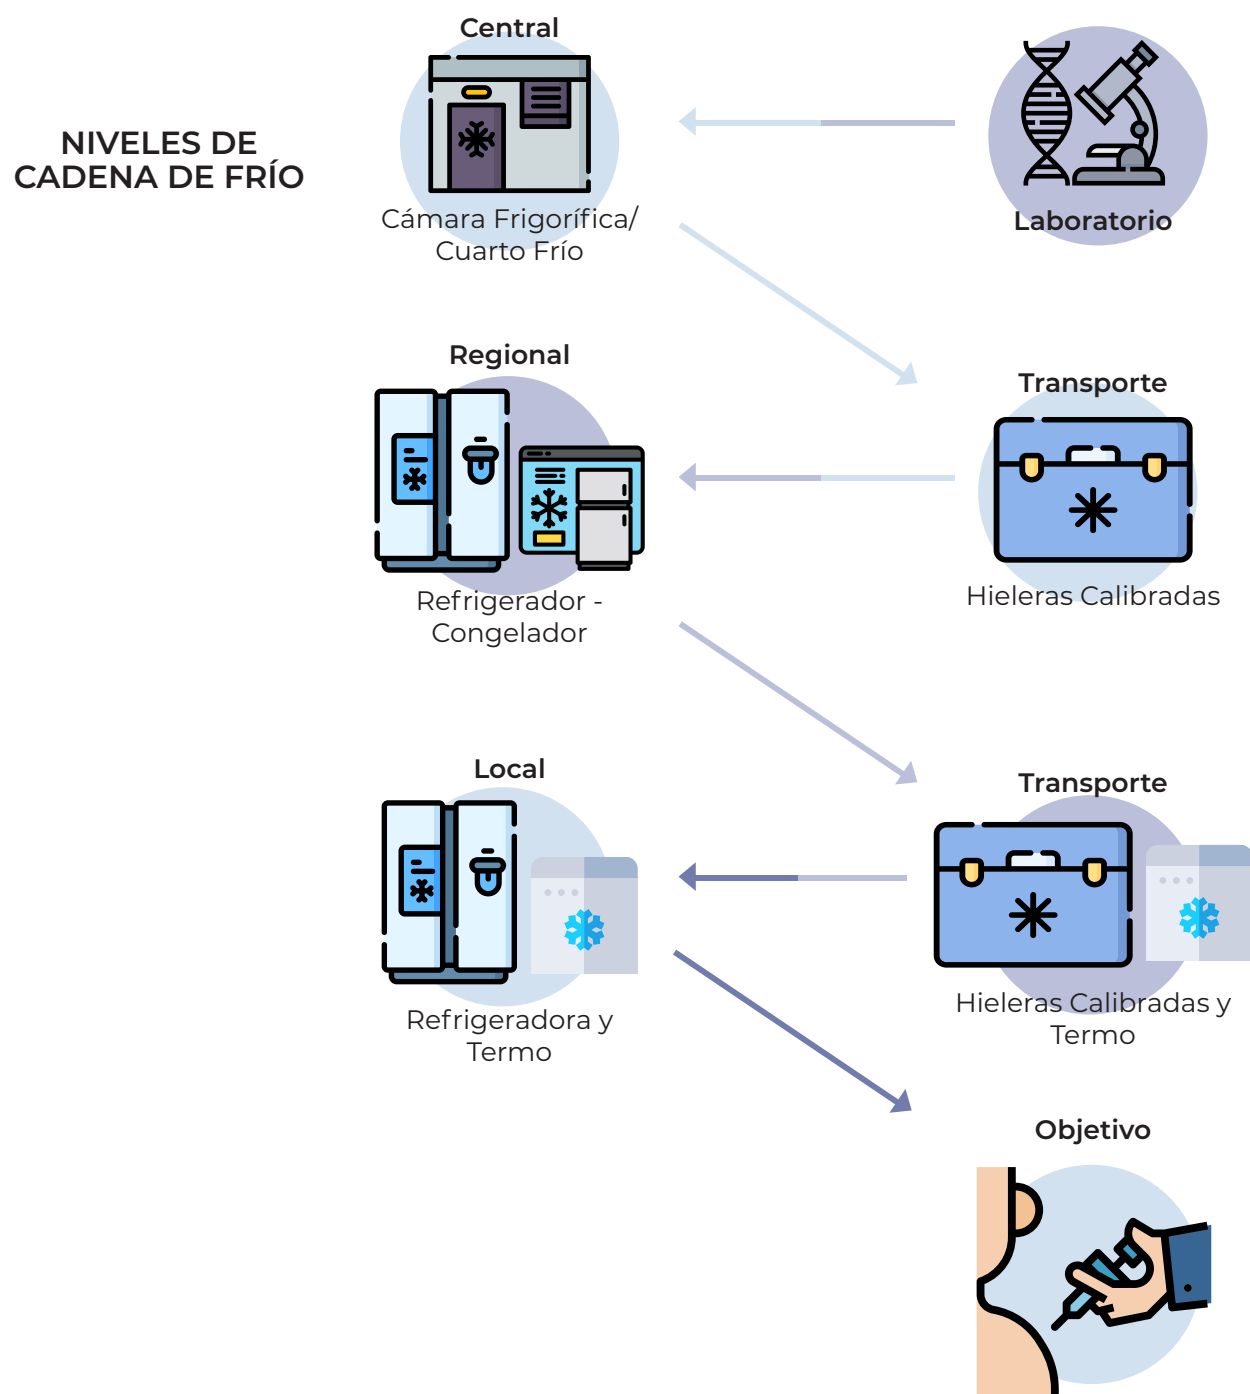 NIVELES DE
CADENA DE FRÍO
Central
Cámara Frigorífica/
Cuarto Frío
Laboratorio
Regional
Refrigerador -
Congelador
Transporte
Hieleras Calibradas
Local
Refrigeradora y
Termo
Transporte
Hieleras Calibradas y
Termo
Objetivo